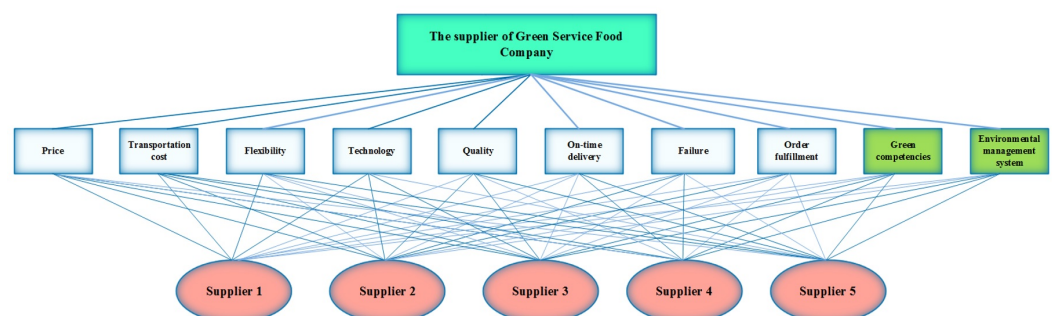 The supplier of Green Service Food
Company
Price
Transportation
cost
Flexibility
Technology
Quality
On-time
delivery
Failure
Order
fulfillment
Green
competencies
Environmental
management
system
Supplier 1
Supplier 2
Supplier 3
Supplier 4
Supplier 5